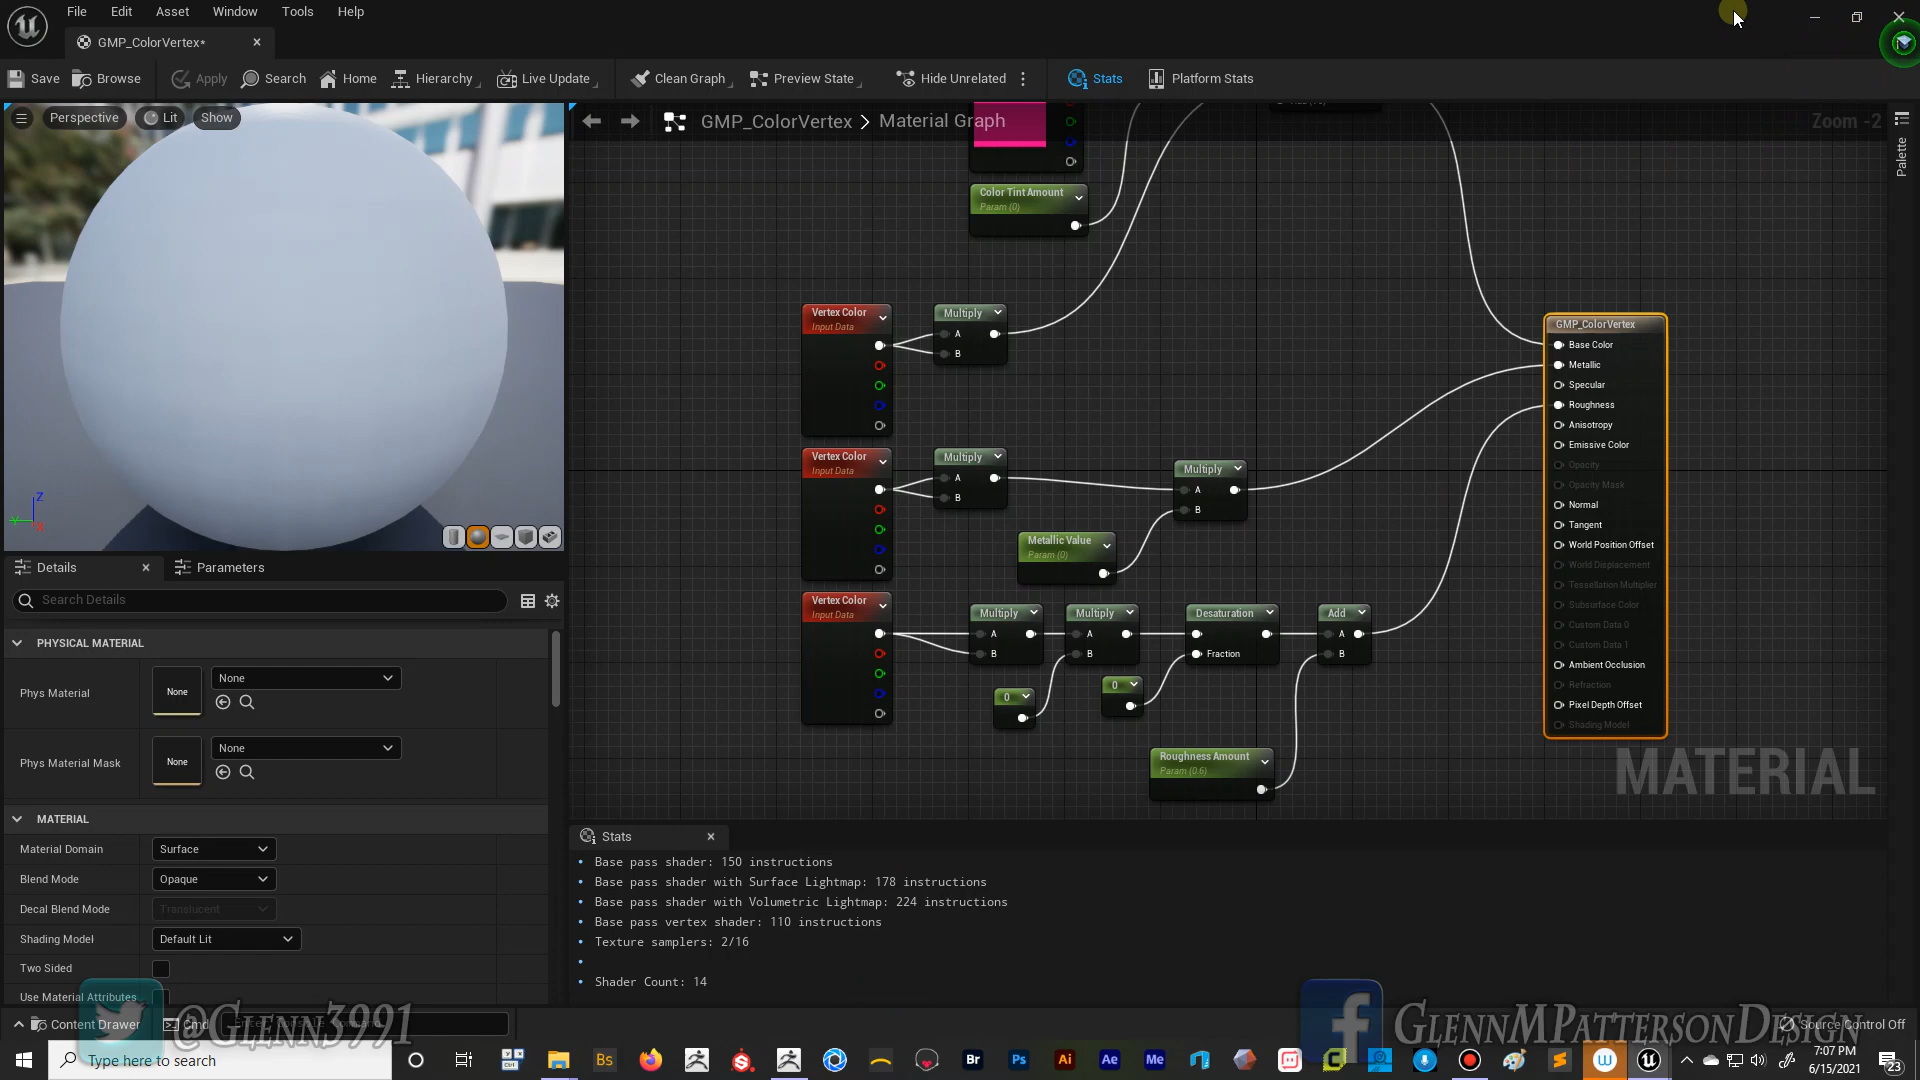 File Edit Asset Window Tools Help
GMP_ColorVertex*
Save Browse Apply Search Home Hierarchy Live Update Clean Graph Preview State Hide Unrelated Stats Platform Stats
Perspective Lit Show
GMP_ColorVertex > Material Graph
Zoom -2
Palette
Color Tint Amount
Param (0)
Vertex Color
Input Data
Multiply
A
B
GMP_ColorVertex
Base Color
Metallic
Specular
Roughness
Anisotropy
Emissive Color
Opacity
Opacity Mask
Normal
Tangent
World Position Offset
World Displacement
Tessellation Multiplier
Subsurface Color
Custom Data 0
Custom Data 1
Ambient Occlusion
Refraction
Pixel Depth Offset
Shading Model
Vertex Color
Input Data
Multiply
A
B
Multiply
A
B
Metallic Value
Param (0)
Vertex Color
Input Data
Multiply
A
B
Multiply
A
B
Desaturation
Fraction
Add
A
B
0
0
Roughness Amount
Param (0.6)
MATERIAL
Z
Y
X
Details Parameters
Search Details
PHYSICAL MATERIAL
Phys Material None None
Phys Material Mask None None
MATERIAL
Material Domain Surface
Blend Mode Opaque
Decal Blend Mode Translucent
Shading Model Default Lit
Two Sided
Use Material Attributes
Stats
Base pass shader: 150 instructions
Base pass shader with Surface Lightmap: 178 instructions
Base pass shader with Volumetric Lightmap: 224 instructions
Base pass vertex shader: 110 instructions
Texture samplers: 2/16
Shader Count: 14
Content Drawer Cmd Enter Console Command
@Glenn3991
GlennMPattersonDesign
Source Control Off
Type here to search
Bs Br Ps Ai Ae Me
7:07 PM
6/15/2021
23